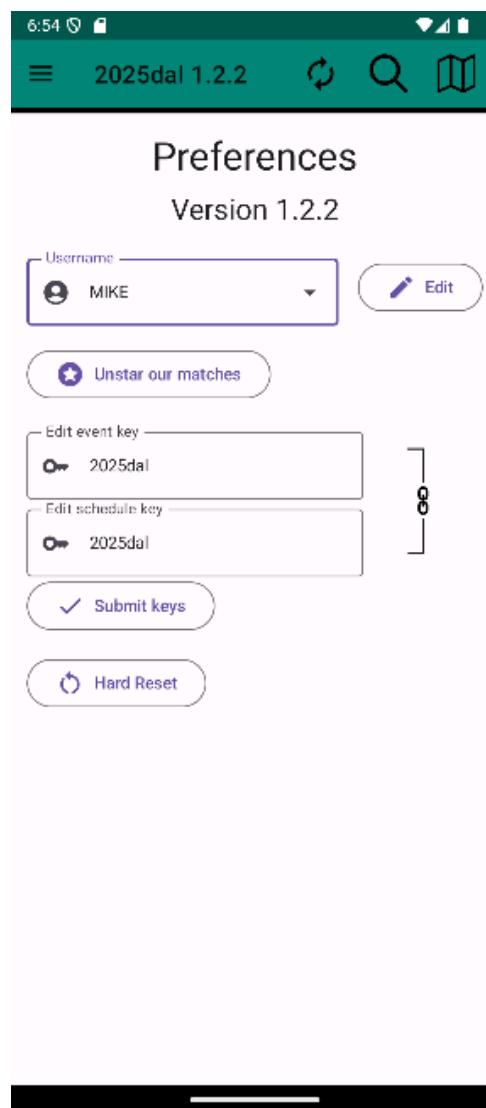 6:54
2025dal 1.2.2
Preferences
Version 1.2.2
Username
MIKE
Edit
Unstar our matches
Edit event key
2025dal
Edit schedule key
2025dal
Submit keys
Hard Reset